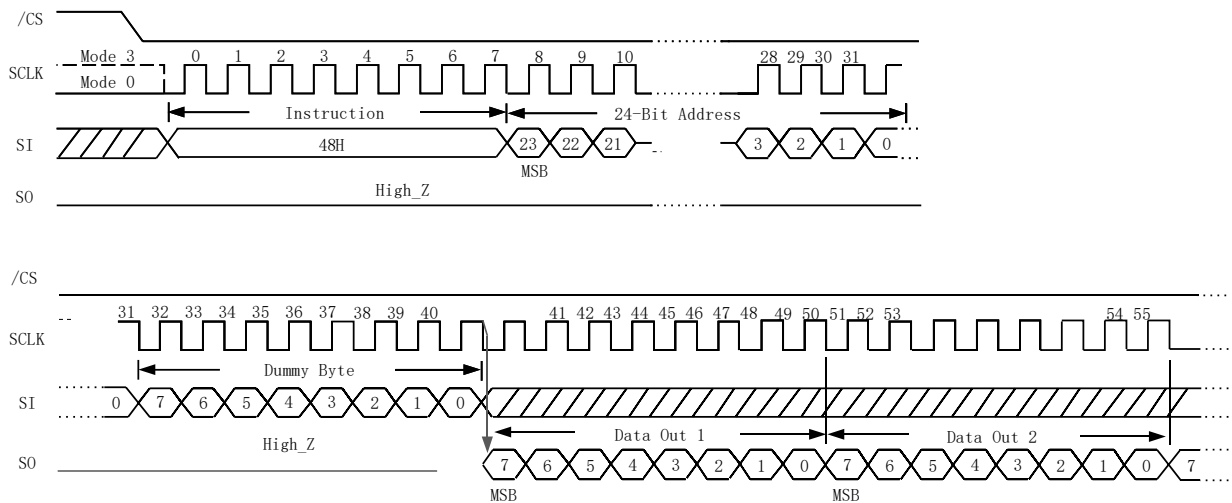 /CS
Mode 3 0 1 2 3 4 5 6 7 8 9 10 28 29 30 31
SCLK
Mode 0
Instruction 24-Bit Address
SI 48H 23 22 21 3 2 1 0
MSB
High_Z
SO
/CS
31 32 33 34 35 36 37 38 39 40 41 42 43 44 45 46 47 48 49 50 51 52 53 54 55
SCLK
Dummy Byte
SI 0 7 6 5 4 3 2 1 0
High_Z Data Out 1 Data Out 2
SO 7 6 5 4 3 2 1 0 7 6 5 4 3 2 1 0 7
MSB MSB